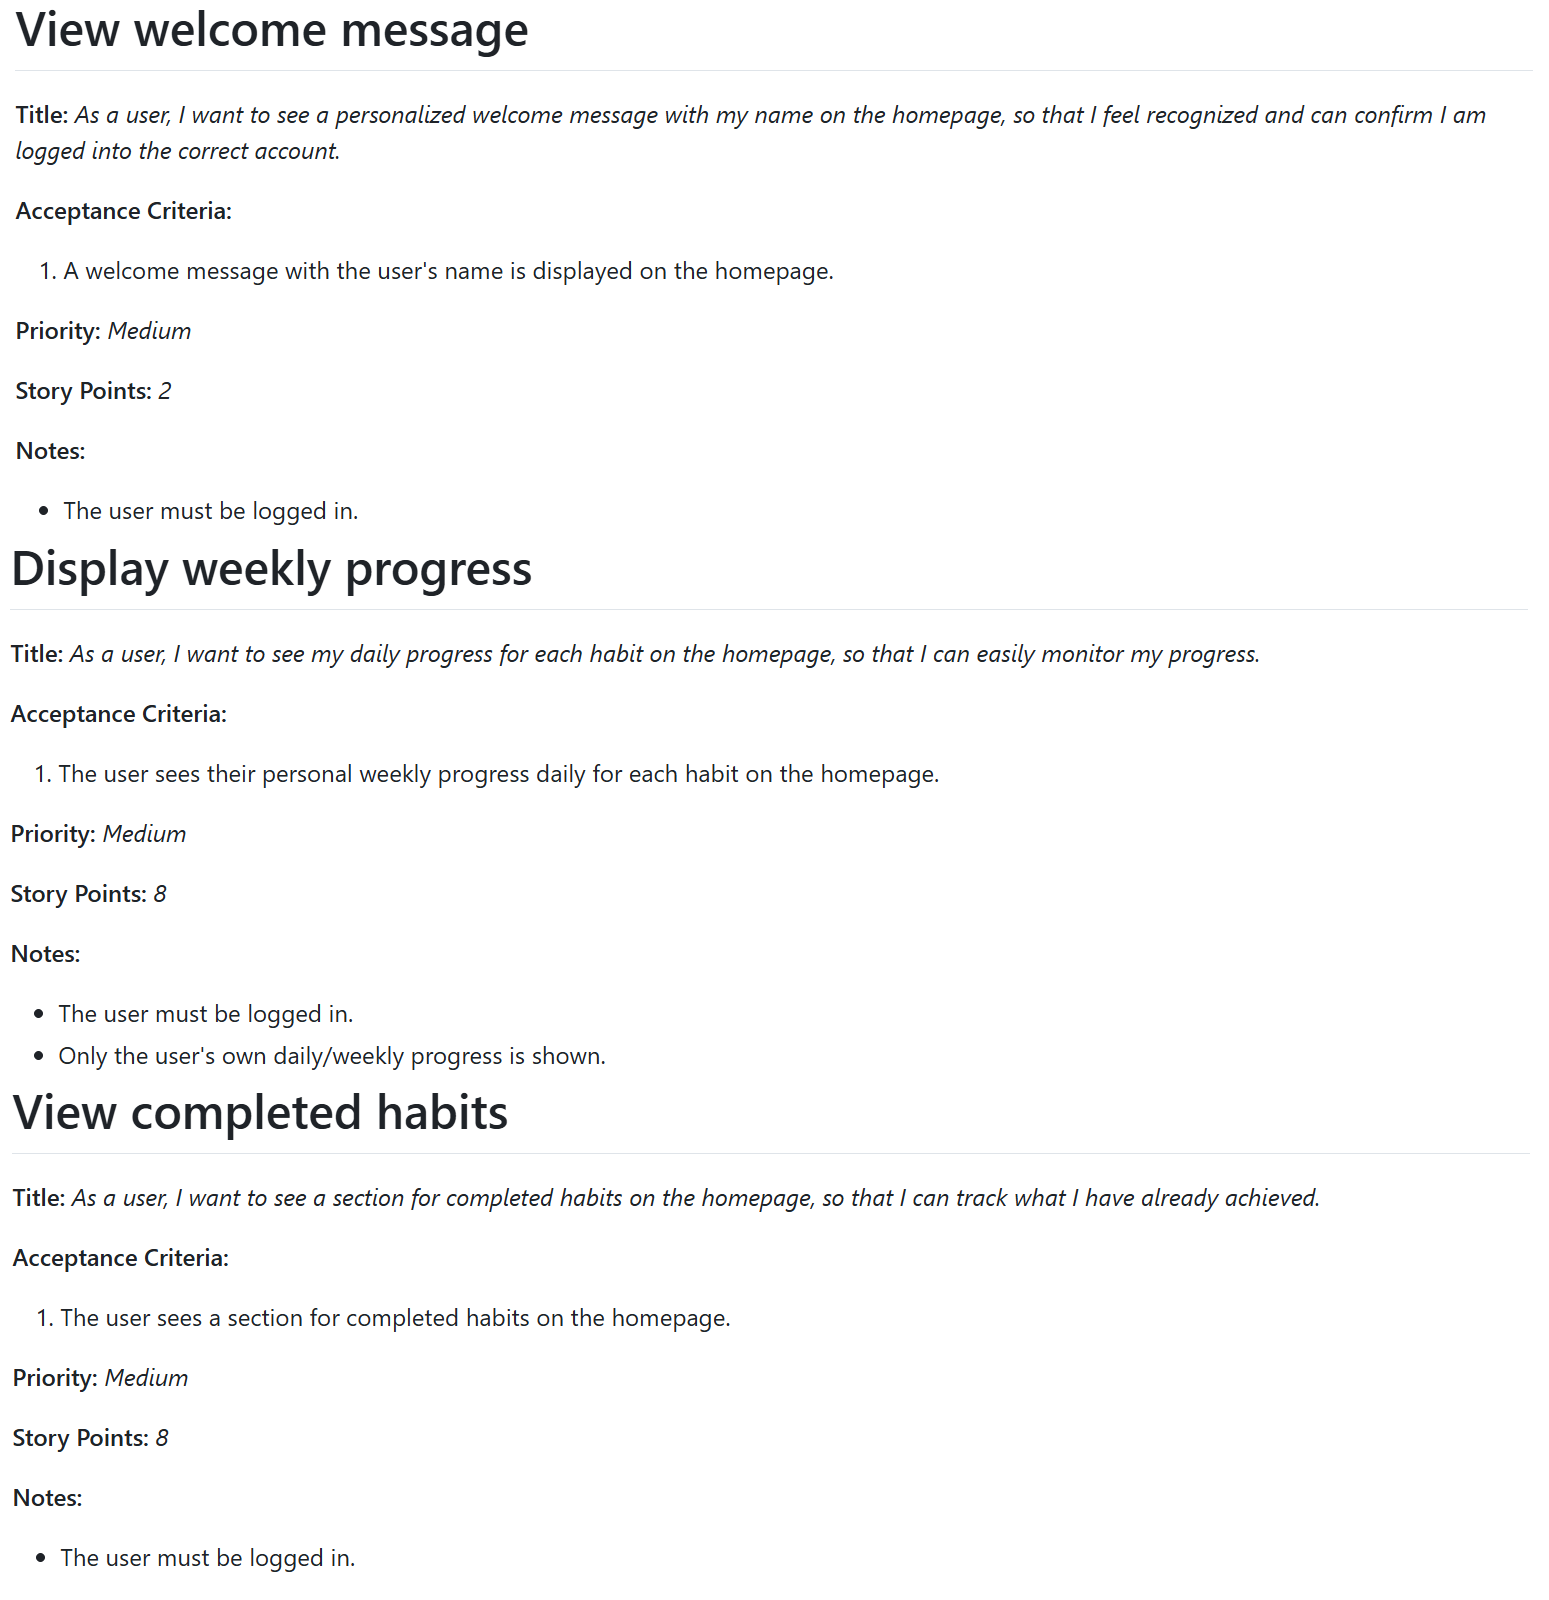 View welcome message
Title: As a user, I want to see a personalized welcome message with my name on the homepage, so that I feel recognized and can confirm I am
logged into the correct account.
Acceptance Criteria:
1. A welcome message with the user's name is displayed on the homepage.
Priority: Medium
Story Points: 2
Notes:
• The user must be logged in.
Display weekly progress
Title: As a user, I want to see my daily progress for each habit on the homepage, so that I can easily monitor my progress.
Acceptance Criteria:
1. The user sees their personal weekly progress daily for each habit on the homepage.
Priority: Medium
Story Points: 8
Notes:
• The user must be logged in.
• Only the user's own daily/weekly progress is shown.
View completed habits
Title: As a user, I want to see a section for completed habits on the homepage, so that I can track what I have already achieved.
Acceptance Criteria:
1. The user sees a section for completed habits on the homepage.
Priority: Medium
Story Points: 8
Notes:
• The user must be logged in.